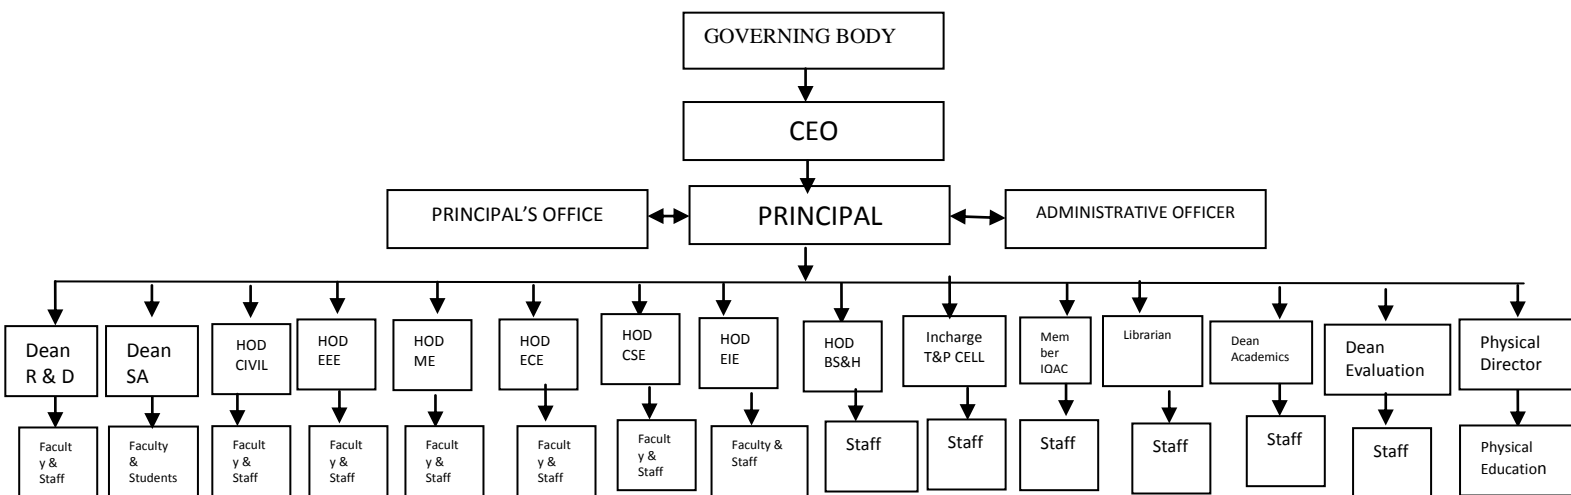 GOVERNING BODY
CEO
PRINCIPAL'S OFFICE
PRINCIPAL
ADMINISTRATIVE OFFICER
Dean
R & D
Dean
SA
HOD
CIVIL
HOD
EEE
HOD
ME
HOD
ECE
HOD
CSE
HOD
EIE
HOD
BS&H
Incharge
T&P CELL
Mem
ber
IQAC
Librarian
Dean
Academics
Dean
Evaluation
Physical
Director
Facult
y &
Staff
Faculty
&
Students
Facult
y &
Staff
Facult
y &
Staff
Facult
y &
Staff
Facult
y &
Staff
Facult
y &
Staff
Faculty &
Staff
Staff
Staff
Staff
Staff
Staff
Staff
Physical
Education